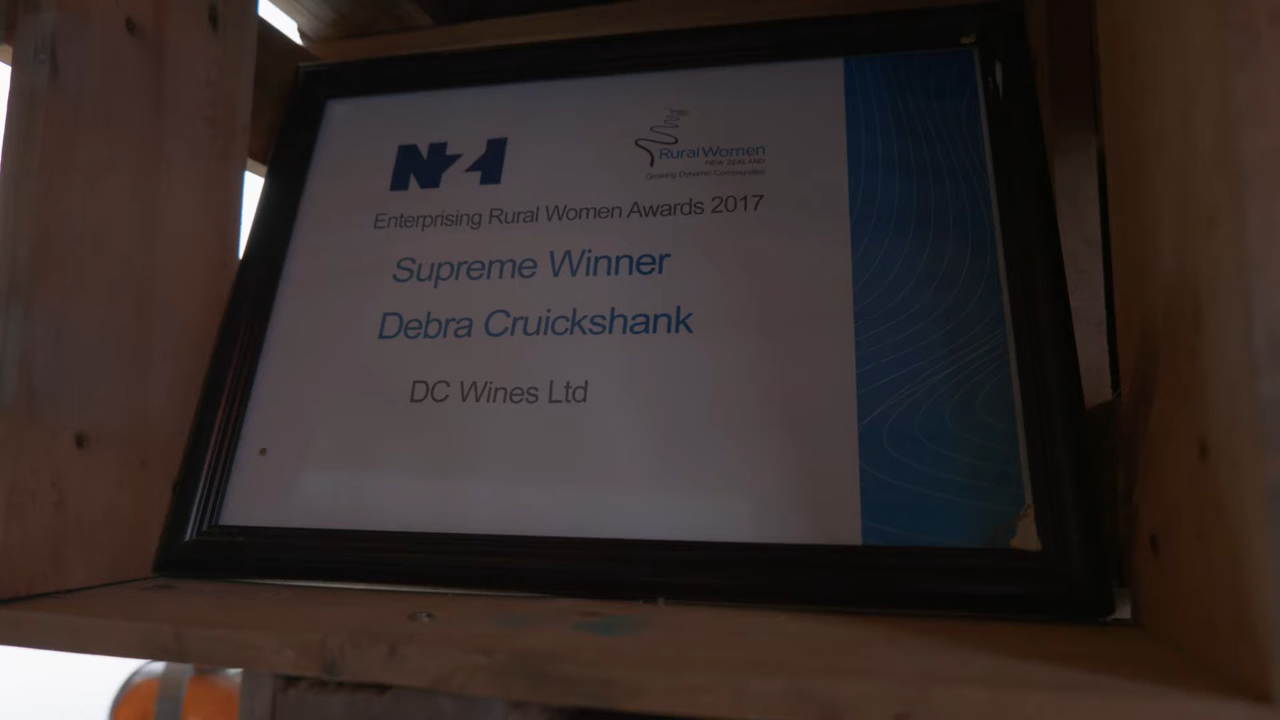 NZI
Rural Women
NEW ZEALAND
Growing Dynamic Communities
Enterprising Rural Women Awards 2017
Supreme Winner
Debra Cruickshank
DC Wines Ltd